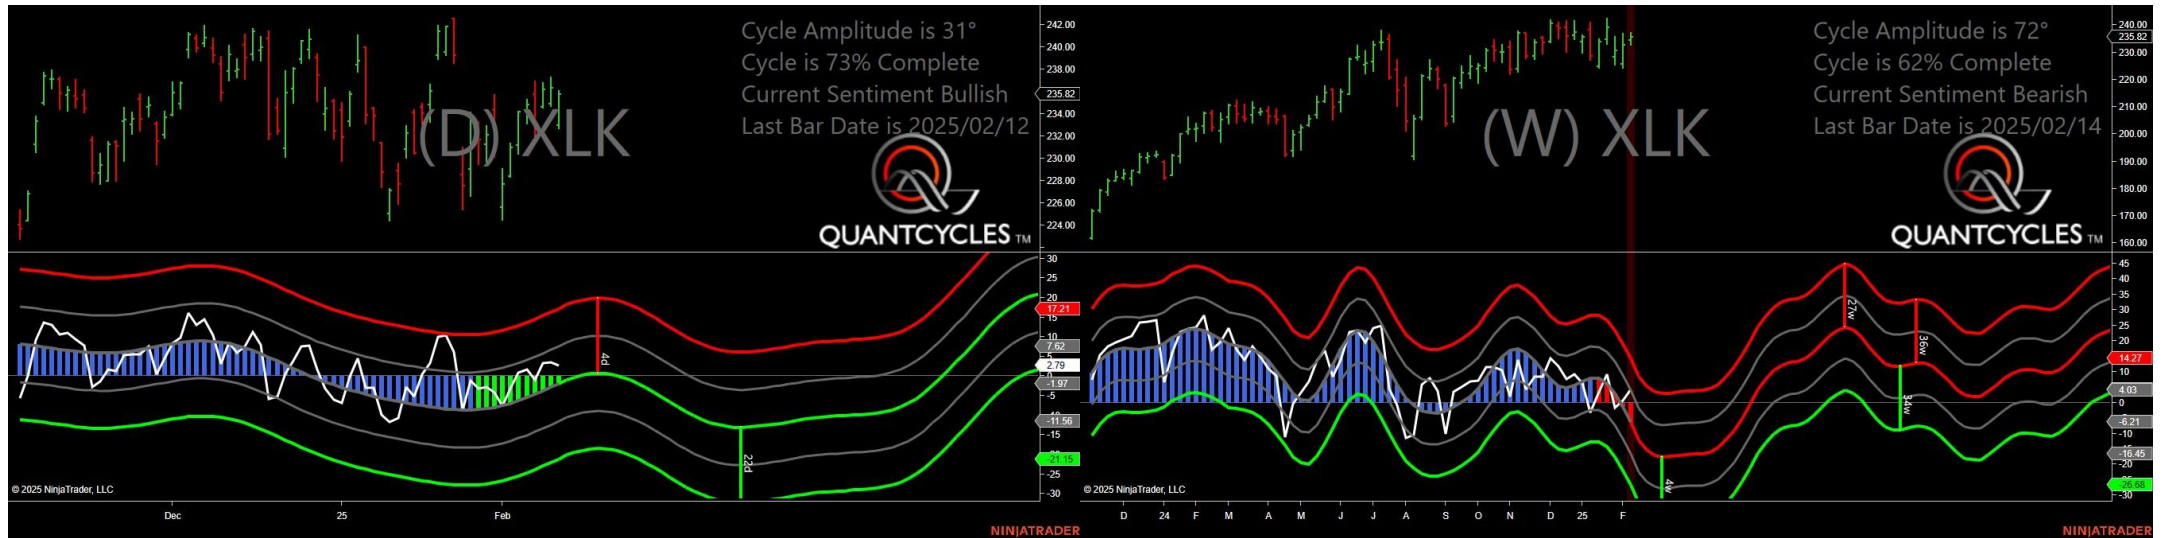 Cycle Amplitude is 31°
Cycle is 73% Complete
Current Sentiment Bullish
Last Bar Date is 2025/02/12
(D) XLK
QUANTCYCLES TM
242.00
240.00
238.00
235.82
234.00
232.00
230.00
228.00
226.00
224.00
30
25
20
17.21
15
10
7.62
5
2.79
0
-1.97
-5
-11.56
-15
-21.15
-25
-30
4d
22d
© 2025 NinjaTrader, LLC
Dec
25
Feb
NINJATRADER
Cycle Amplitude is 72°
Cycle is 62% Complete
Current Sentiment Bearish
Last Bar Date is 2025/02/14
(W) XLK
QUANTCYCLES TM
240.00
235.82
230.00
220.00
210.00
200.00
190.00
180.00
170.00
160.00
45
40
35
30
25
20
14.27
10
4.03
0
-6.21
-10
-16.45
-20
-26.68
-30
27w
36w
34w
4w
© 2025 NinjaTrader, LLC
D 24 F M A M J J A S O N D 25 F
NINJATRADER